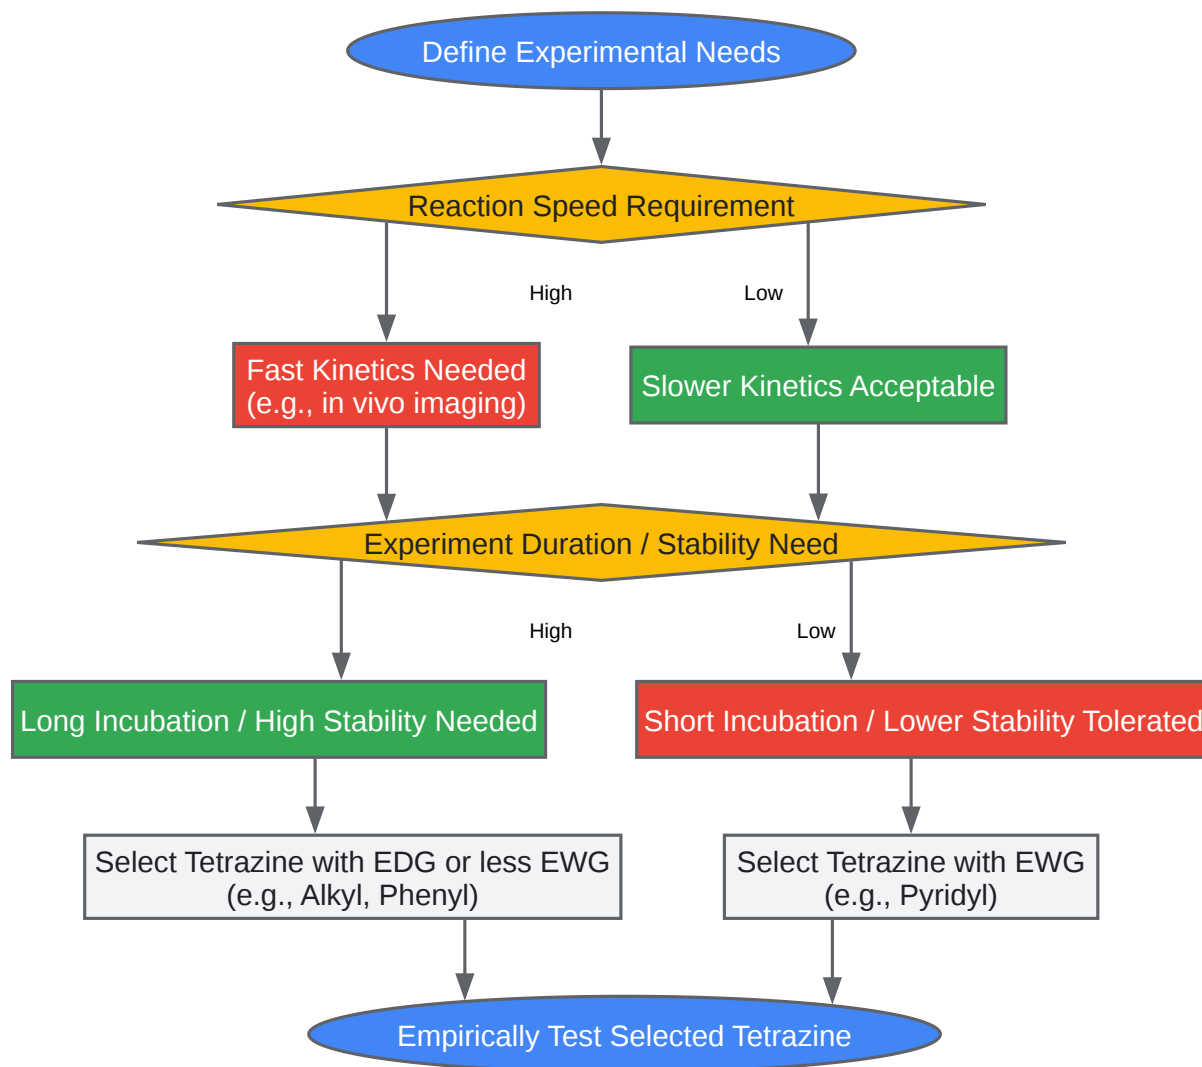 Define Experimental Needs
Reaction Speed Requirement
High
Low
Fast Kinetics Needed
(e.g., in vivo imaging)
Slower Kinetics Acceptable
Experiment Duration / Stability Need
High
Low
Long Incubation / High Stability Needed
Short Incubation / Lower Stability Tolerated
Select Tetrazine with EDG or less EWG
(e.g., Alkyl, Phenyl)
Select Tetrazine with EWG
(e.g., Pyridyl)
Empirically Test Selected Tetrazine